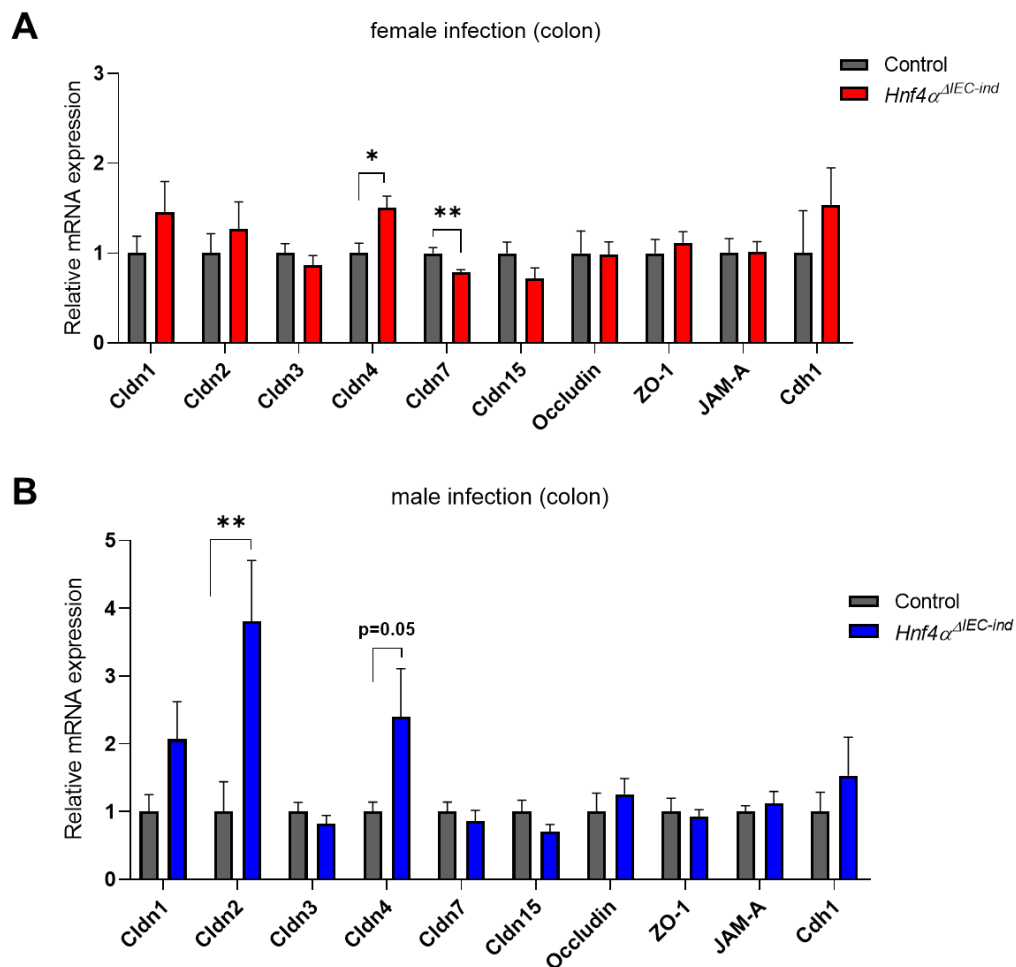 A
female infection (colon)
Control
Hnf4α^ΔIEC-ind
Relative mRNA expression
3
2
1
0
*
**
Cldn1
Cldn2
Cldn3
Cldn4
Cldn7
Cldn15
Occludin
ZO-1
JAM-A
Cdh1
B
male infection (colon)
Control
Hnf4α^ΔIEC-ind
Relative mRNA expression
5
4
3
2
1
0
**
p=0.05
Cldn1
Cldn2
Cldn3
Cldn4
Cldn7
Cldn15
Occludin
ZO-1
JAM-A
Cdh1